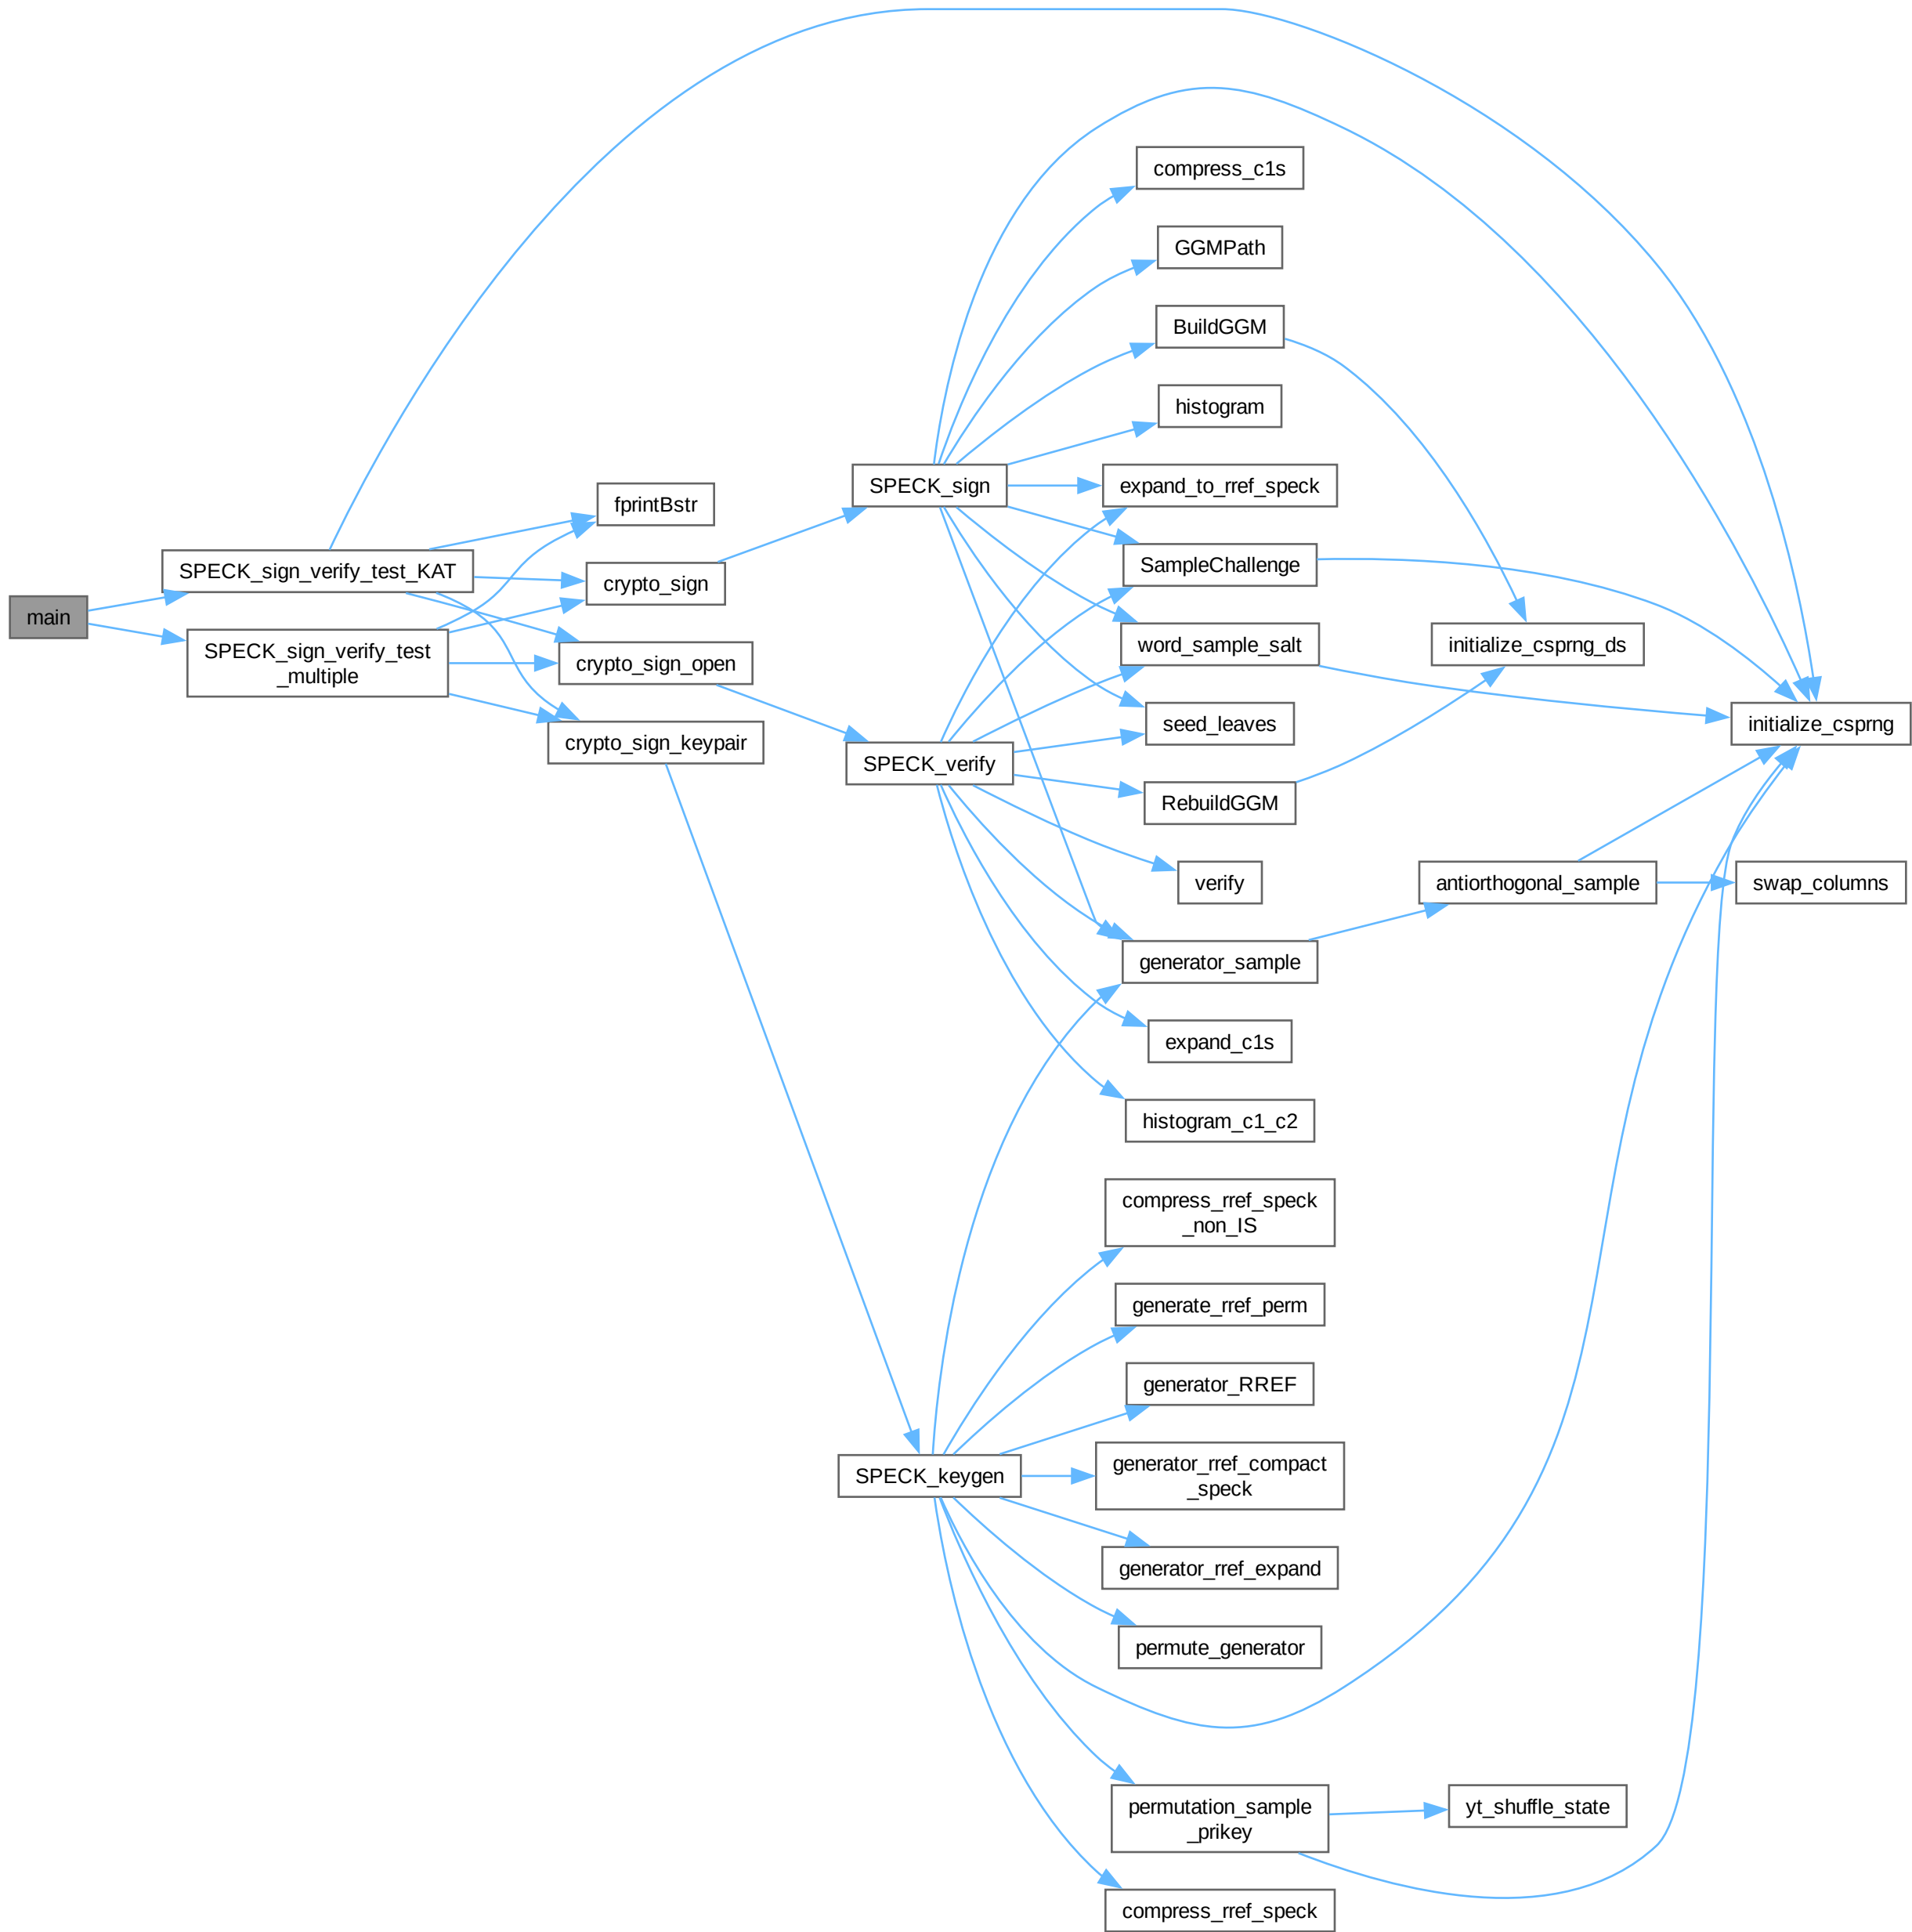 main
SPECK_sign_verify_test_KAT
SPECK_sign_verify_test
_multiple
fprintBstr
crypto_sign
crypto_sign_open
crypto_sign_keypair
SPECK_sign
SPECK_verify
SPECK_keygen
compress_c1s
GGMPath
BuildGGM
histogram
expand_to_rref_speck
SampleChallenge
word_sample_salt
seed_leaves
RebuildGGM
verify
generator_sample
expand_c1s
histogram_c1_c2
compress_rref_speck
_non_IS
generate_rref_perm
generator_RREF
generator_rref_compact
_speck
generator_rref_expand
permute_generator
permutation_sample
_prikey
compress_rref_speck
initialize_csprng_ds
antiorthogonal_sample
yt_shuffle_state
initialize_csprng
swap_columns